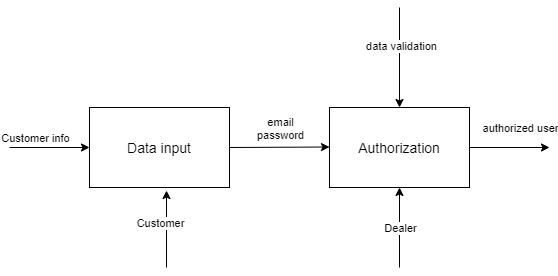 data validation
email
password
authorized user
Customer info
Data input
Authorization
Customer
Dealer